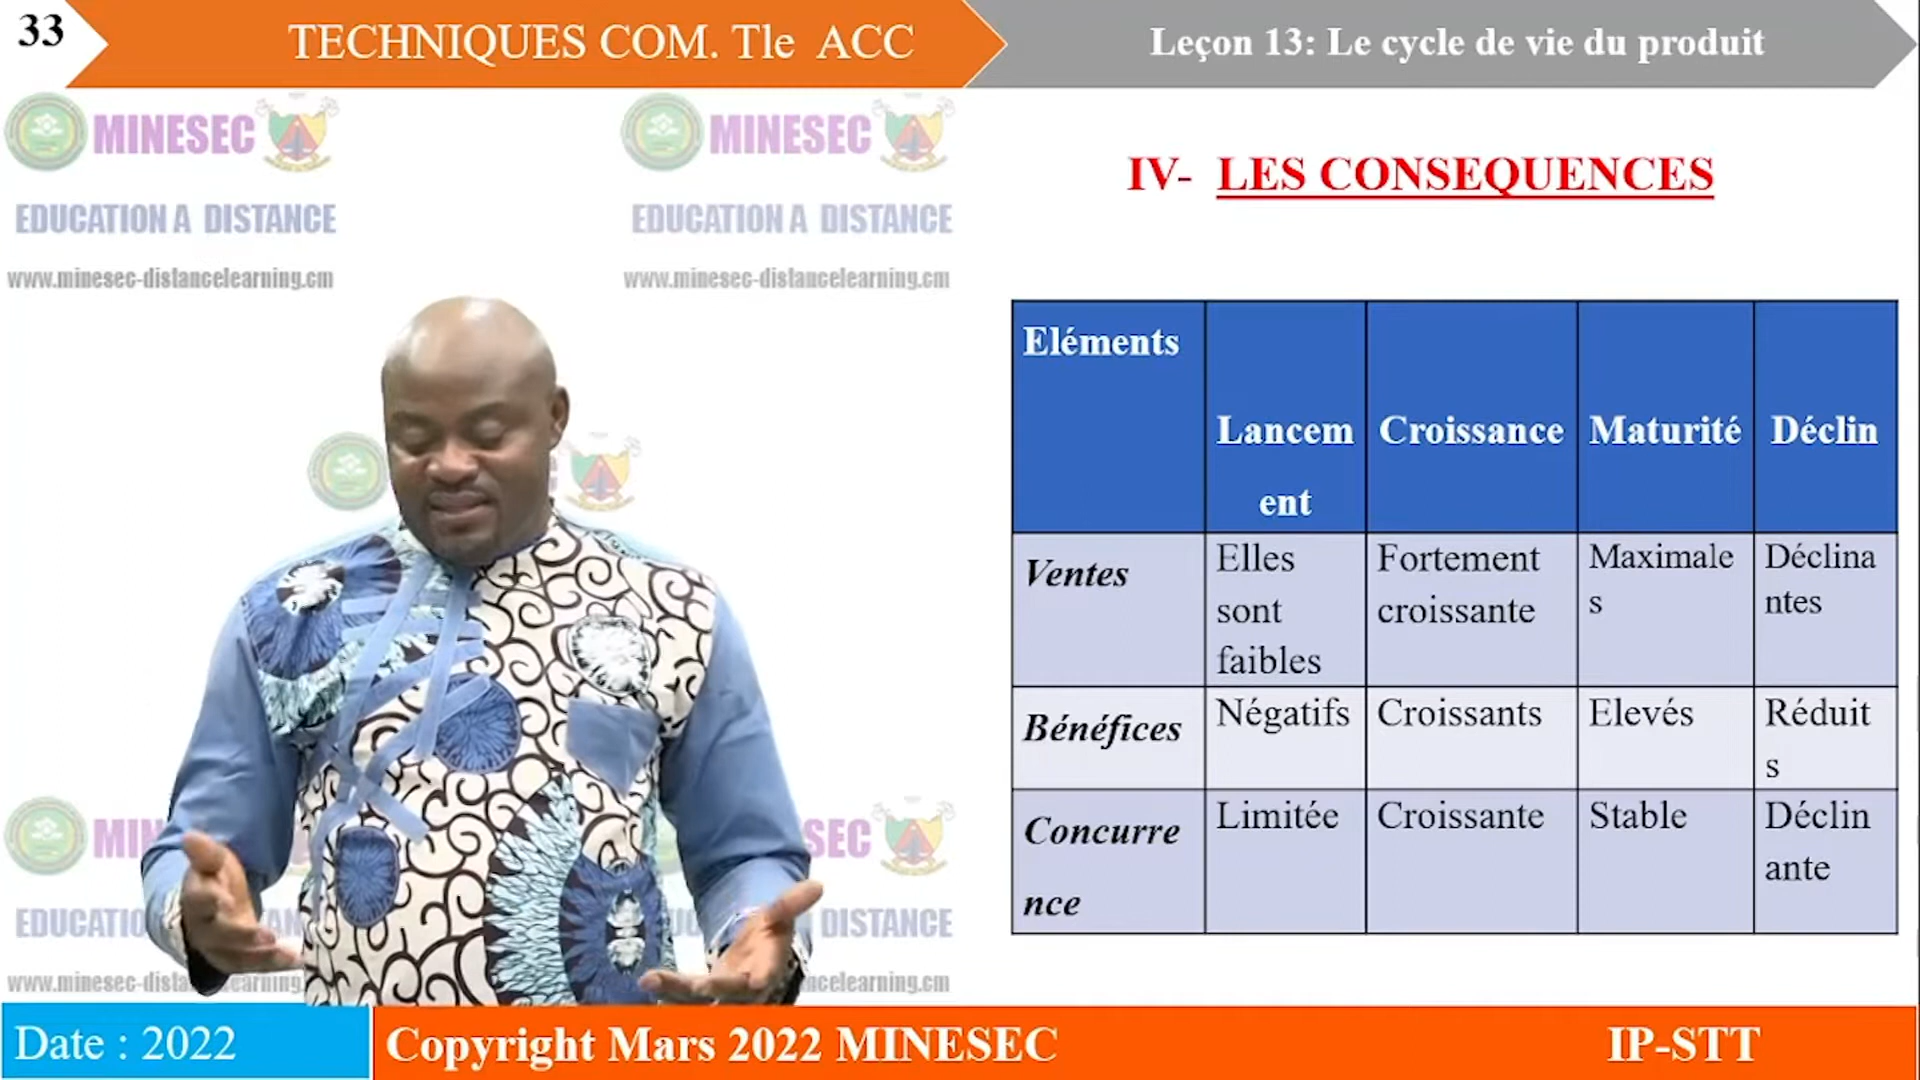 33
TECHNIQUES COM. Tle ACC
Leçon 13: Le cycle de vie du produit
MINESEC
EDUCATION A DISTANCE
www.minesec-distancelearning.cm
MINESEC
EDUCATION A DISTANCE
www.minesec-distancelearning.cm
IV- LES CONSEQUENCES
Eléments
Lancem
ent
Croissance
Maturité
Déclin
Ventes
Elles
sont
faibles
Fortement
croissante
Maximale
s
Déclina
ntes
Bénéfices
Négatifs
Croissants
Elevés
Réduit
s
Concurre
nce
Limitée
Croissante
Stable
Déclin
ante
Date : 2022
Copyright Mars 2022 MINESEC
IP-STT